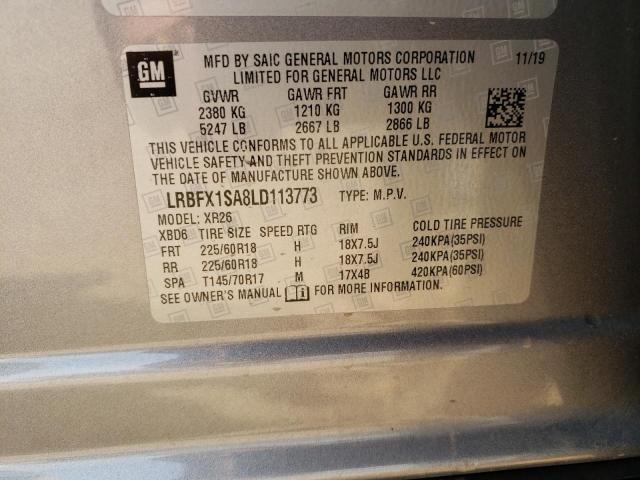 GM
MFD BY SAIC GENERAL MOTORS CORPORATION 11/19
LIMITED FOR GENERAL MOTORS LLC
GVWR GAWR FRT GAWR RR
2380 KG 1210 KG 1300 KG
5247 LB 2667 LB 2866 LB
THIS VEHICLE CONFORMS TO ALL APPLICABLE U.S. FEDERAL MOTOR
VEHICLE SAFETY AND THEFT PREVENTION STANDARDS IN EFFECT ON
THE DATE OF MANUFACTURE SHOWN ABOVE.
LRBFX1SA8LD113773 TYPE: M.P.V.
MODEL: XR26
XBD6 TIRE SIZE SPEED RTG RIM COLD TIRE PRESSURE
FRT 225/60R18 H 18X7.5J 240KPA(35PSI)
RR 225/60R18 H 18X7.5J 240KPA(35PSI)
SPA T145/70R17 M 17X4B 420KPA(60PSI)
SEE OWNER'S MANUAL FOR MORE INFORMATION.